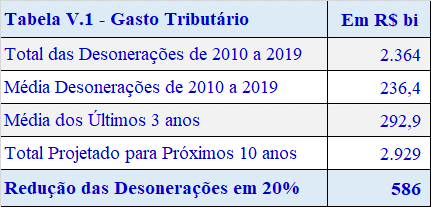 Tabela V.1 - Gasto Tributário Em R$ bi
Total das Desonerações de 2010 a 2019 2.364
Média Desonerações de 2010 a 2019 236,4
Média dos Últimos 3 anos 292,9
Total Projetado para Próximos 10 anos 2.929
Redução das Desonerações em 20% 586